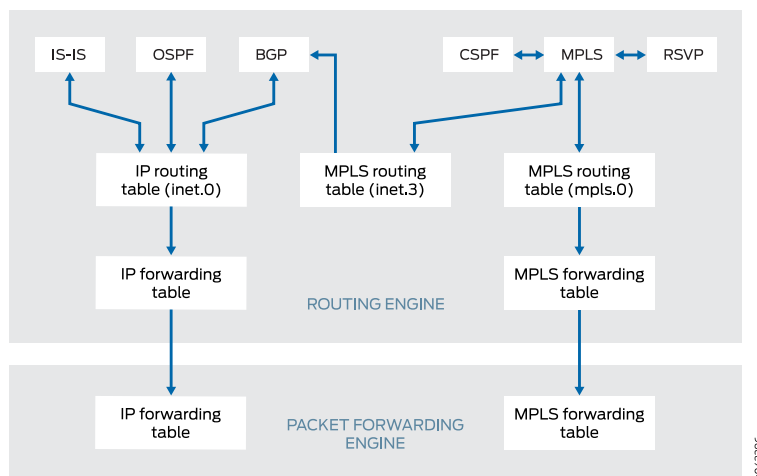 IS-IS
OSPF
BGP
CSPF
MPLS
RSVP
IP routing
table (inet.0)
MPLS routing
table (inet.3)
MPLS routing
table (mpls.0)
IP forwarding
table
MPLS forwarding
table
ROUTING ENGINE
IP forwarding
table
PACKET FORWARDING
ENGINE
MPLS forwarding
table